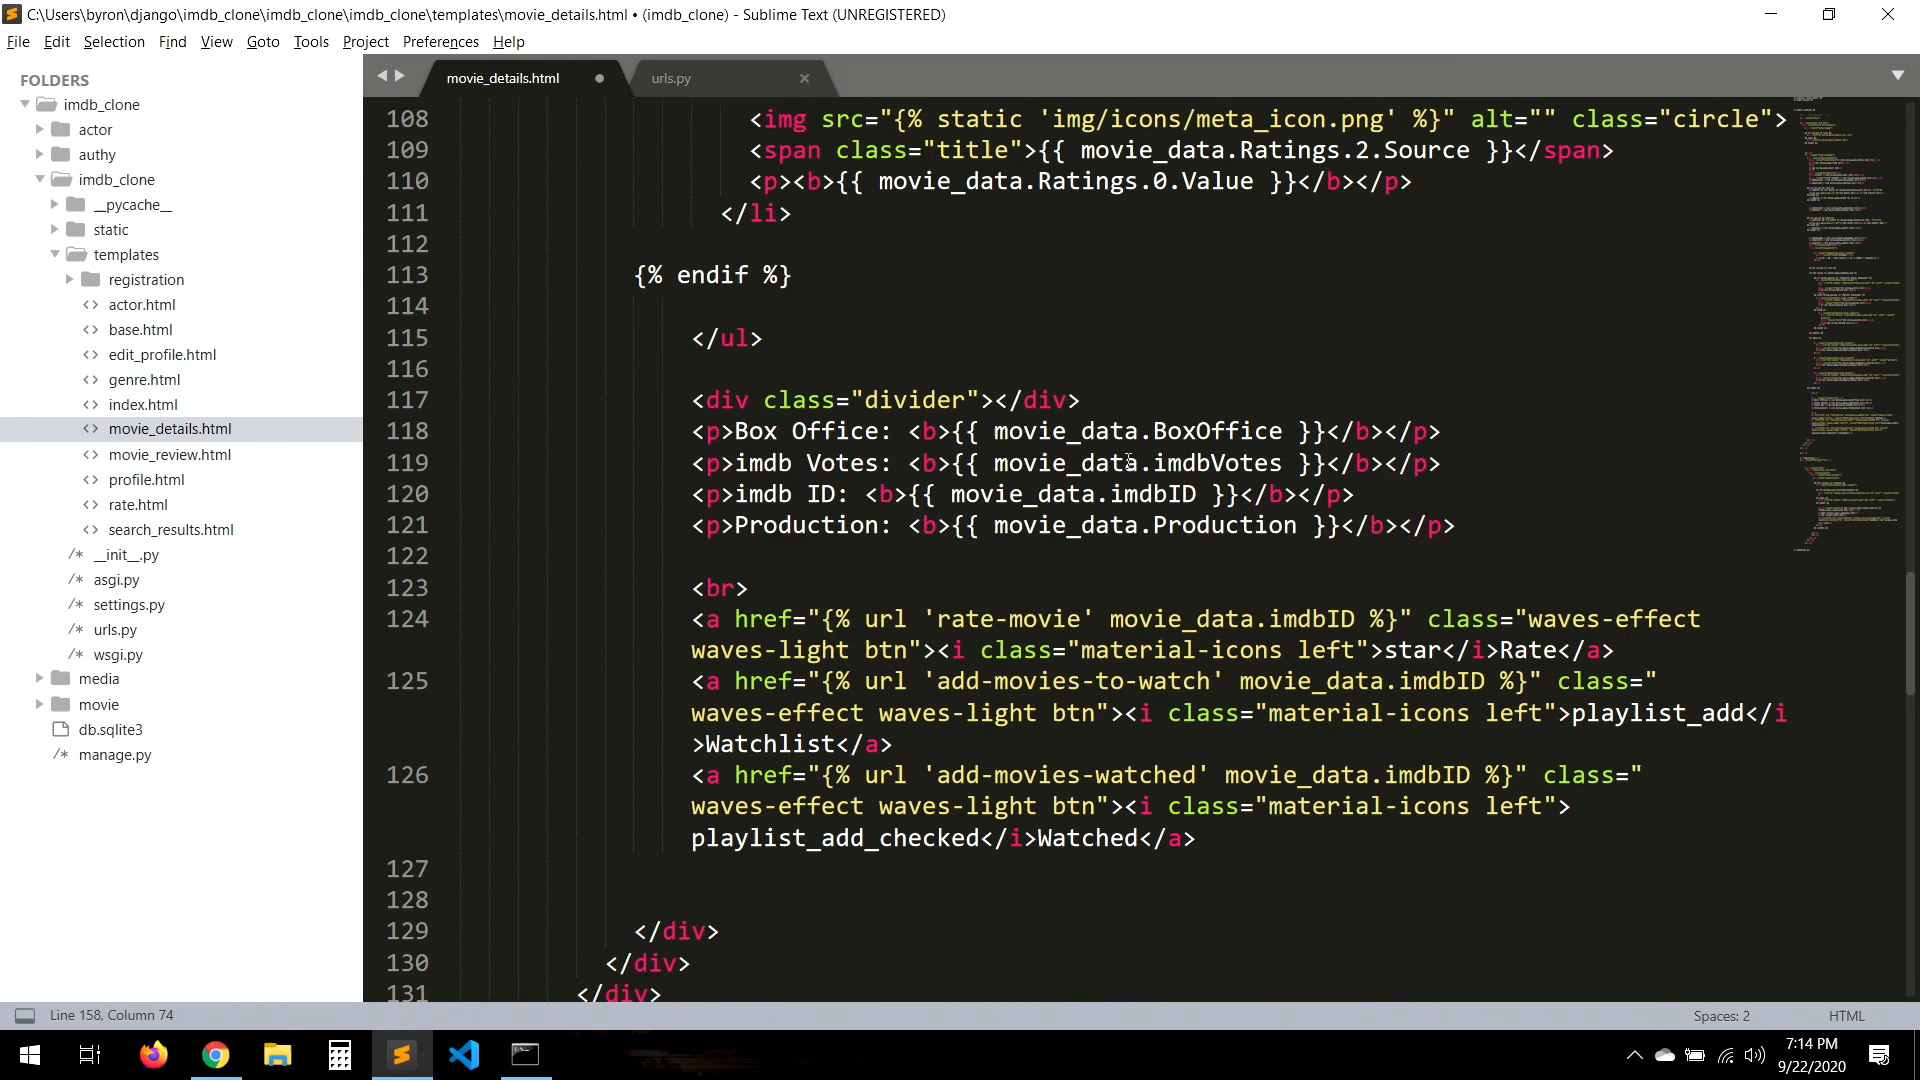 C:\Users\byron\django\imdb_clone\imdb_clone\imdb_clone\templates\movie_details.html • (imdb_clone) - Sublime Text (UNREGISTERED)
File Edit Selection Find View Goto Tools Project Preferences Help
FOLDERS
imdb_clone
actor
authy
imdb_clone
__pycache__
static
templates
registration
<> actor.html
<> base.html
<> edit_profile.html
<> genre.html
<> index.html
<> movie_details.html
<> movie_review.html
<> profile.html
<> rate.html
<> search_results.html
/* __init__.py
/* asgi.py
/* settings.py
/* urls.py
/* wsgi.py
media
movie
db.sqlite3
/* manage.py
movie_details.html
urls.py
108 <img src="{% static 'img/icons/meta_icon.png' %}" alt="" class="circle">
109 <span class="title">{{ movie_data.Ratings.2.Source }}</span>
110 <p><b>{{ movie_data.Ratings.0.Value }}</b></p>
111 </li>
112
113 {% endif %}
114
115 </ul>
116
117 <div class="divider"></div>
118 <p>Box Office: <b>{{ movie_data.BoxOffice }}</b></p>
119 <p>imdb Votes: <b>{{ movie_data.imdbVotes }}</b></p>
120 <p>imdb ID: <b>{{ movie_data.imdbID }}</b></p>
121 <p>Production: <b>{{ movie_data.Production }}</b></p>
122
123 <br>
124 <a href="{% url 'rate-movie' movie_data.imdbID %}" class="waves-effect
waves-light btn"><i class="material-icons left">star</i>Rate</a>
125 <a href="{% url 'add-movies-to-watch' movie_data.imdbID %}" class="
waves-effect waves-light btn"><i class="material-icons left">playlist_add</i
>Watchlist</a>
126 <a href="{% url 'add-movies-watched' movie_data.imdbID %}" class="
waves-effect waves-light btn"><i class="material-icons left">
playlist_add_checked</i>Watched</a>
127
128
129 </div>
130 </div>
131 </div>
Line 158, Column 74
Spaces: 2
HTML
7:14 PM
9/22/2020